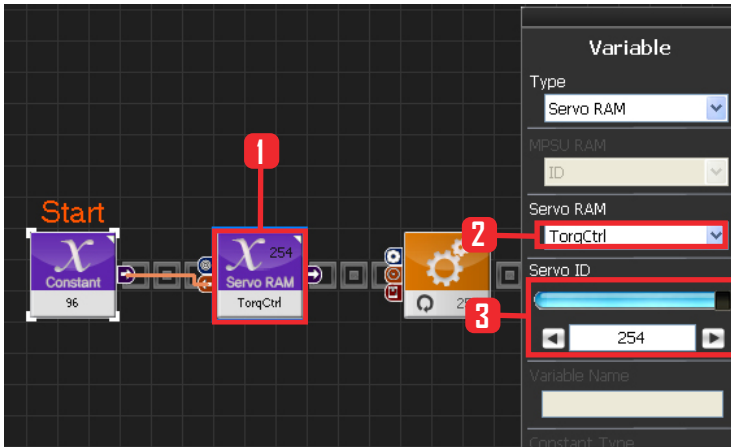 Start
Constant
96
254
Servo RAM
TorqCtrl
1
2
3
Variable
Type
Servo RAM
MPSU RAM
ID
Servo RAM
TorqCtrl
Servo ID
254
Variable Name
Constant Type